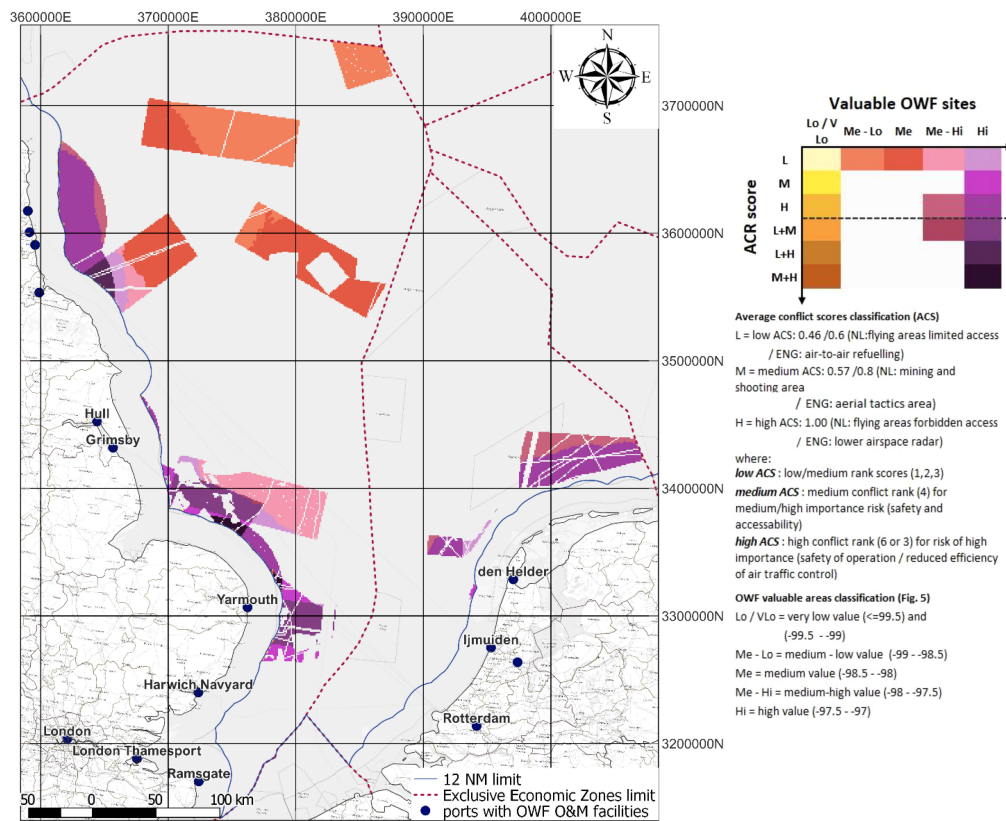 3600000E 3700000E 3800000E 3900000E 4000000E
N
W E
S
3700000N
3600000N
3500000N
3400000N
3300000N
3200000N
Hull
Grimsby
Yarmouth
den Helder
Ijmuiden
Harwich Navyard
Rotterdam
London
London Thamesport
Ramsgate
50 0 50 100 km
12 NM limit
Exclusive Economic Zones limit
ports with OWF O&M facilities
Valuable OWF sites
Lo / V
Lo
Me - Lo Me Me - Hi Hi
ACR score
L
M
H
L+M
L+H
M+H
Average conflict scores classification (ACS)
L = low ACS: 0.46 /0.6 (NL:flying areas limited access
/ ENG: air-to-air refuelling)
M = medium ACS: 0.57 /0.8 (NL: mining and
shooting area
/ ENG: aerial tactics area)
H = high ACS: 1.00 (NL: flying areas forbidden access
/ ENG: lower airspace radar)
where:
low ACS : low/medium rank scores (1,2,3)
medium ACS : medium conflict rank (4) for
medium/high importance risk (safety and
accessability)
high ACS : high conflict rank (6 or 3) for risk of high
importance (safety of operation / reduced efficiency
of air traffic control)
OWF valuable areas classification (Fig. 5)
Lo / VLo = very low value (<=99.5) and
(-99.5 - -99)
Me - Lo = medium - low value (-99 - -98.5)
Me = medium value (-98.5 - -98)
Me - Hi = medium-high value (-98 - -97.5)
Hi = high value (-97.5 - -97)